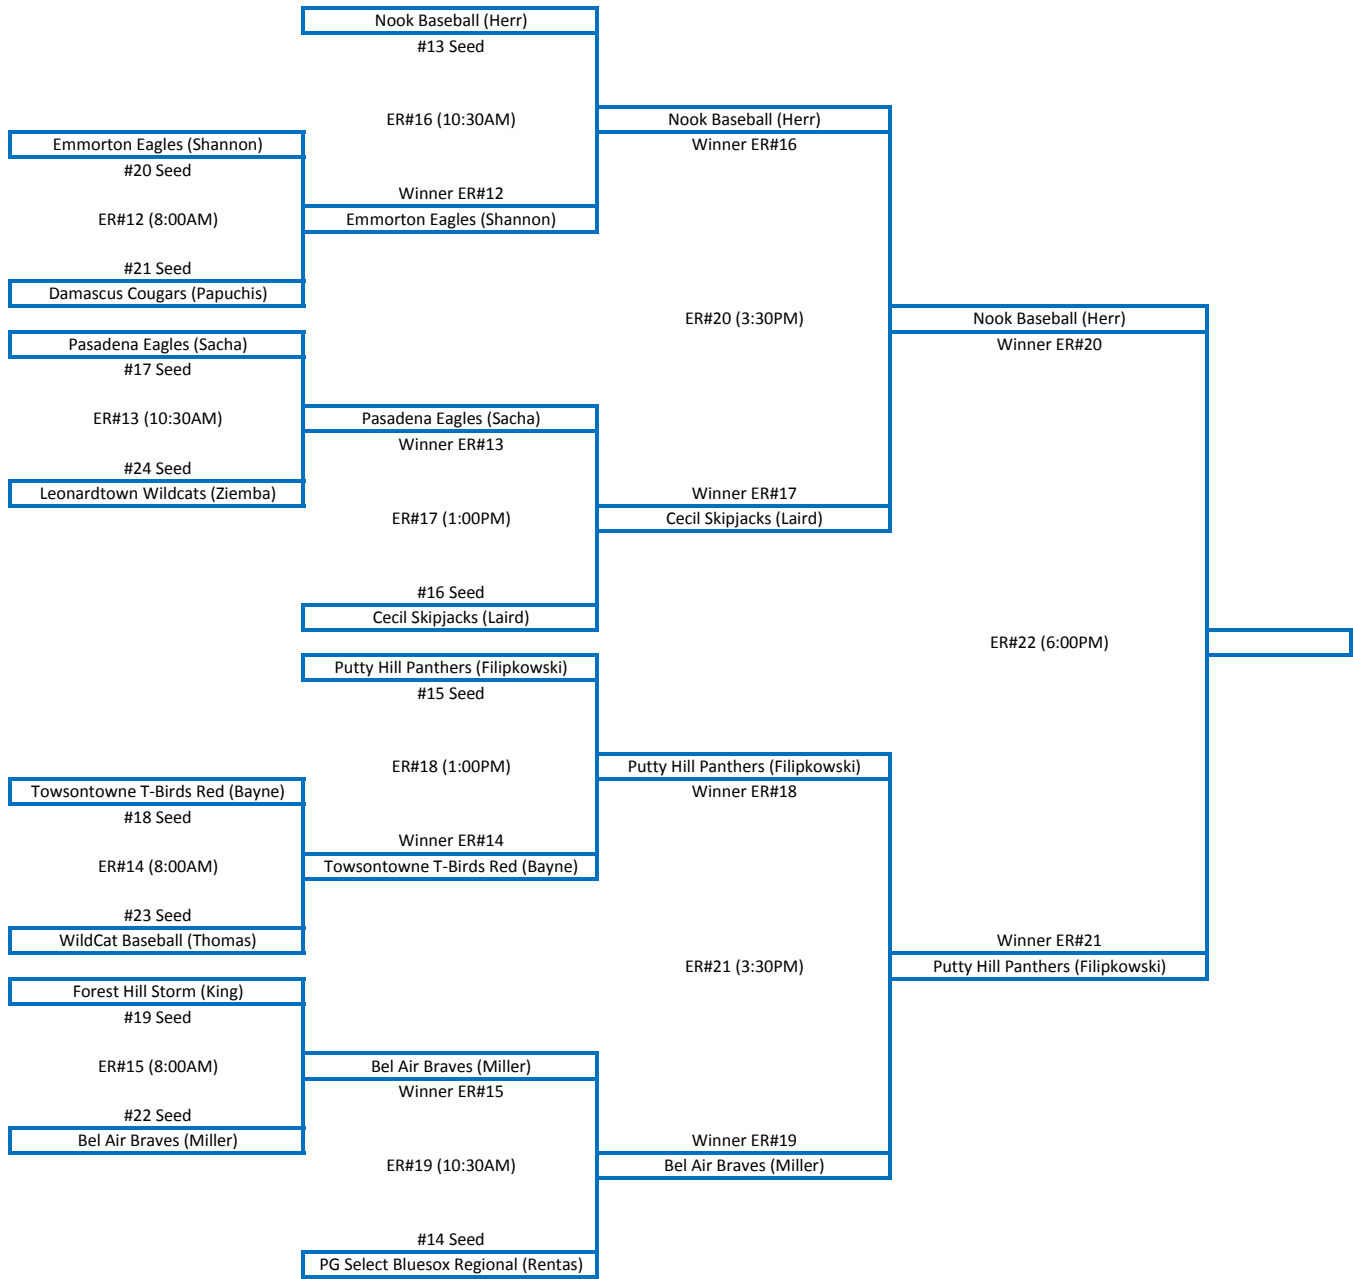 Nook Baseball (Herr)
#13 Seed
ER#16 (10:30AM)
Nook Baseball (Herr)
Emmorton Eagles (Shannon)
Winner ER#16
#20 Seed
Winner ER#12
ER#12 (8:00AM)
Emmorton Eagles (Shannon)
#21 Seed
Damascus Cougars (Papuchis)
ER#20 (3:30PM)
Nook Baseball (Herr)
Pasadena Eagles (Sacha)
Winner ER#20
#17 Seed
ER#13 (10:30AM)
Pasadena Eagles (Sacha)
Winner ER#13
#24 Seed
Leonardtown Wildcats (Ziemba)
Winner ER#17
ER#17 (1:00PM)
Cecil Skipjacks (Laird)
#16 Seed
Cecil Skipjacks (Laird)
ER#22 (6:00PM)
Putty Hill Panthers (Filipkowski)
#15 Seed
ER#18 (1:00PM)
Putty Hill Panthers (Filipkowski)
Towsontowne T-Birds Red (Bayne)
Winner ER#18
#18 Seed
Winner ER#14
ER#14 (8:00AM)
Towsontowne T-Birds Red (Bayne)
#23 Seed
WildCat Baseball (Thomas)
Winner ER#21
ER#21 (3:30PM)
Putty Hill Panthers (Filipkowski)
Forest Hill Storm (King)
#19 Seed
ER#15 (8:00AM)
Bel Air Braves (Miller)
Winner ER#15
#22 Seed
Bel Air Braves (Miller)
Winner ER#19
ER#19 (10:30AM)
Bel Air Braves (Miller)
#14 Seed
PG Select Bluesox Regional (Rentas)